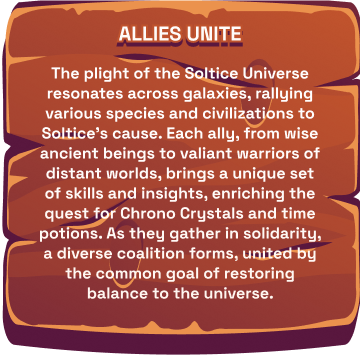 ALLIES UNITE
The plight of the Soltice Universe
resonates across galaxies, rallying
various species and civilizations to
Soltice's cause. Each ally, from wise
ancient beings to valiant warriors of
distant worlds, brings a unique set
of skills and insights, enriching the
quest for Chrono Crystals and time
potions. As they gather in solidarity,
a diverse coalition forms, united by
the common goal of restoring
balance to the universe.